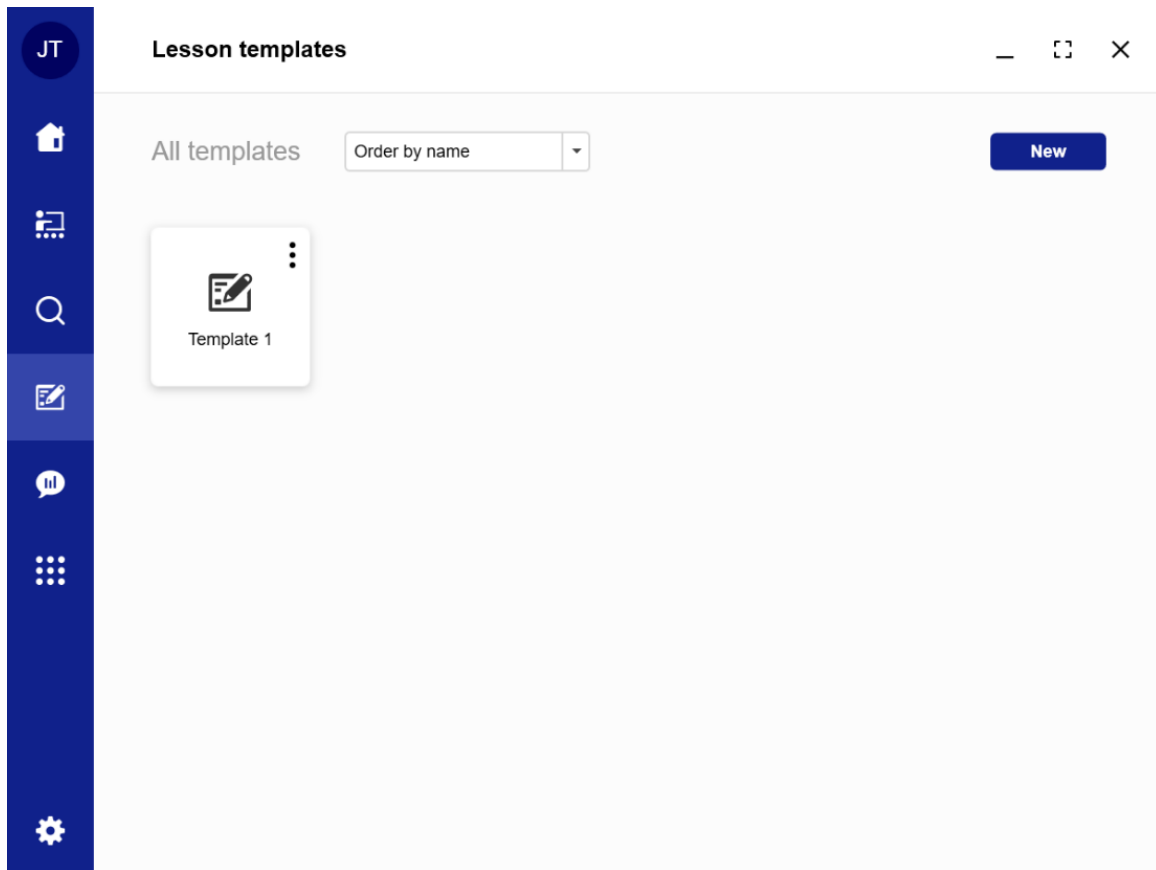 JT
Lesson templates
All templates
Order by name
New
Template 1